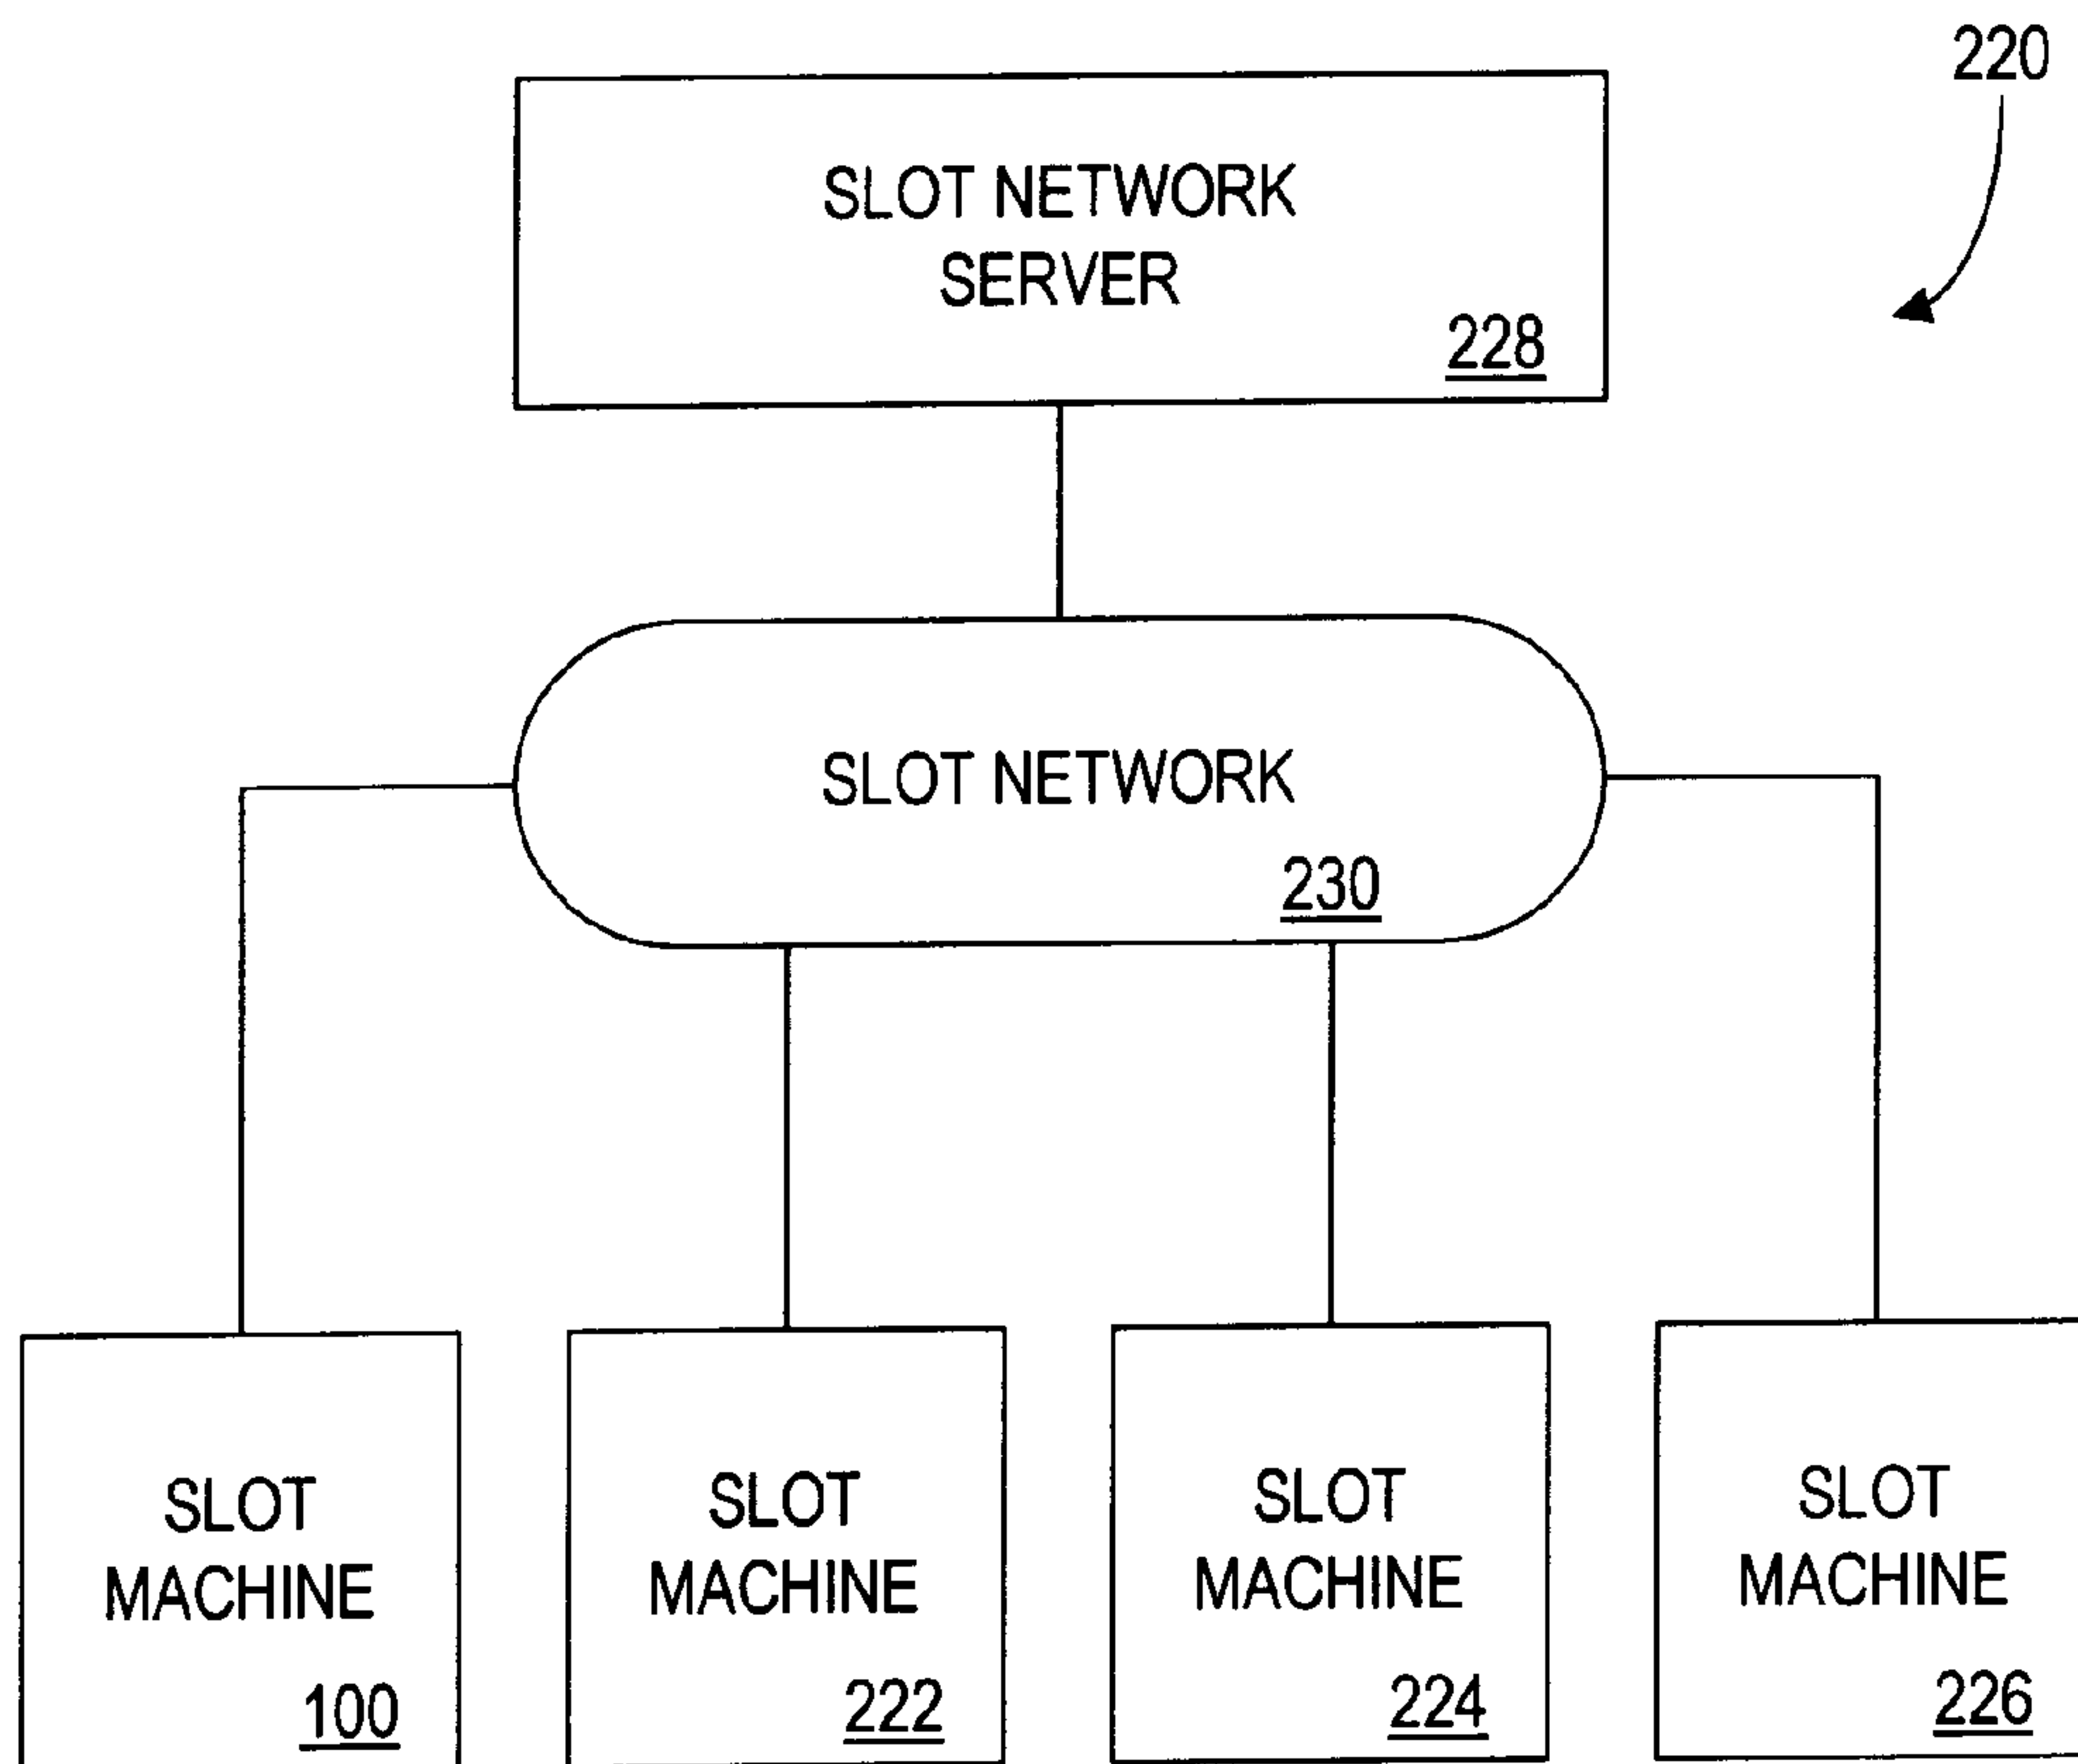 220
SLOT NETWORK
SERVER
228
SLOT NETWORK
230
SLOT
MACHINE
100
SLOT
MACHINE
222
SLOT
MACHINE
224
SLOT
MACHINE
226